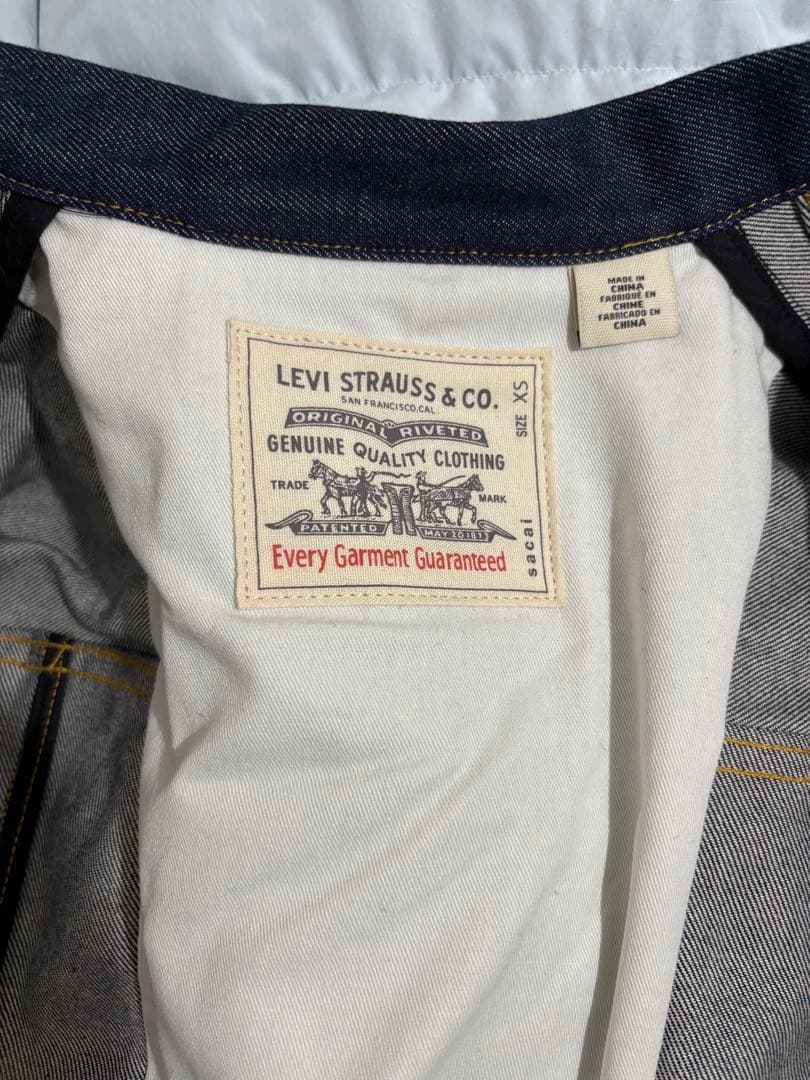 MADE IN
CHINA
FABRIQUÉ EN
CHINE
FABRICADO EN
CHINA
LEVI STRAUSS & CO.
SAN FRANCISCO, CAL.
ORIGINAL RIVETED
GENUINE QUALITY CLOTHING
TRADE MARK
PATENTED MAY 20 1873
Every Garment Guaranteed
SIZE XS
sacai